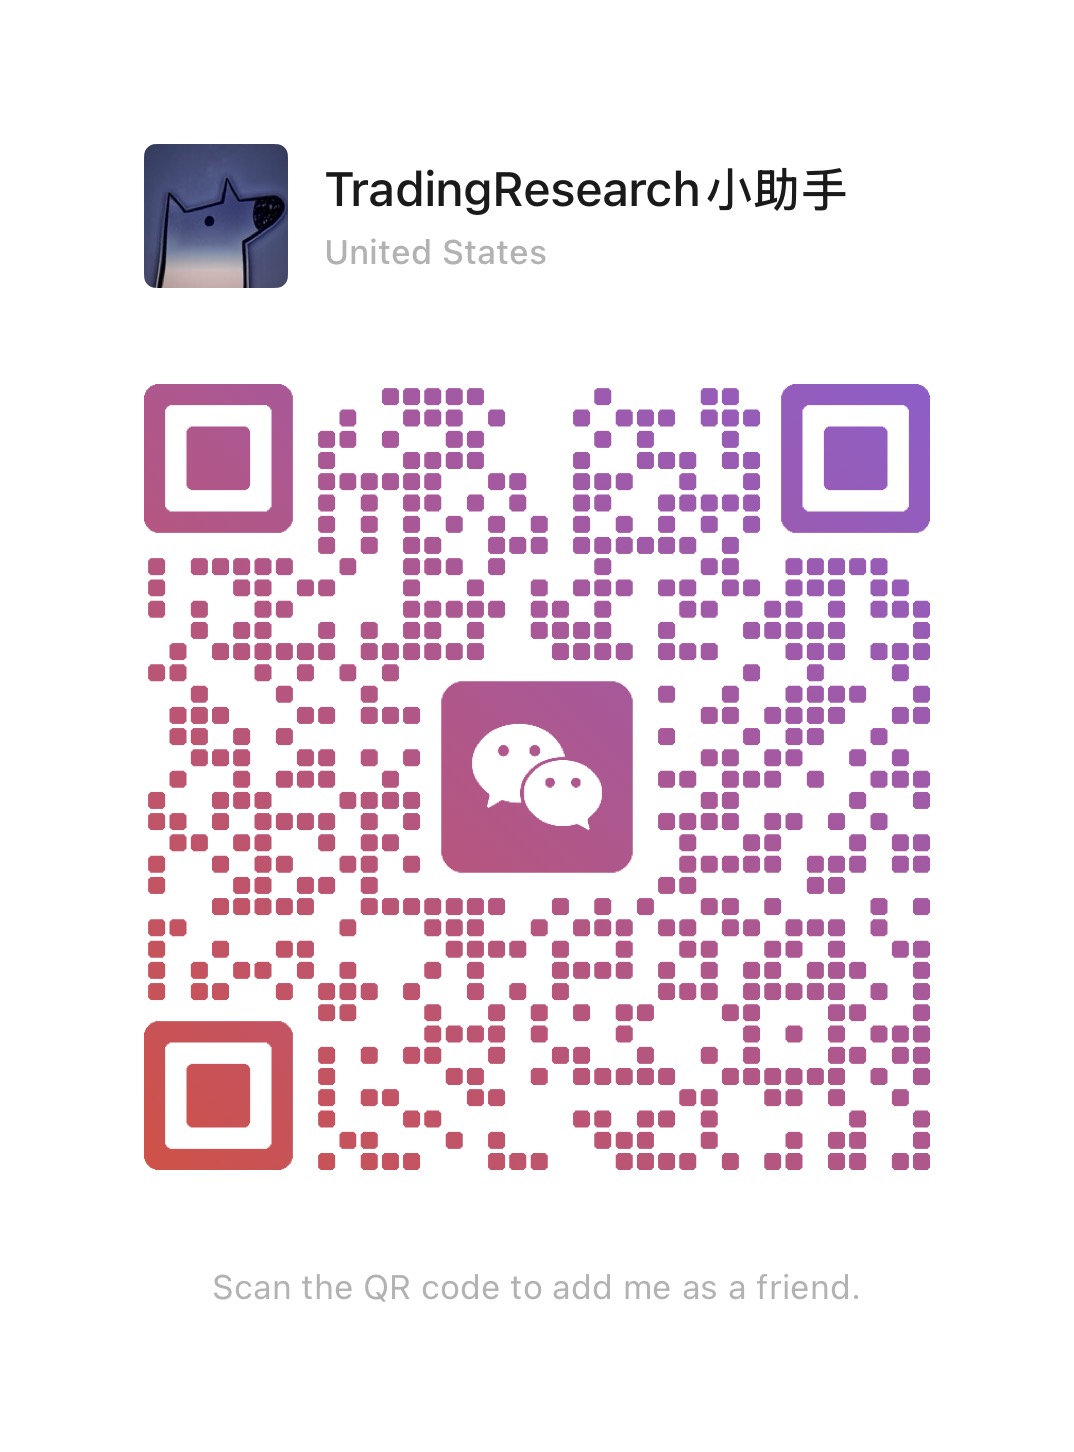 TradingResearch小助手
United States
Scan the QR code to add me as a friend.